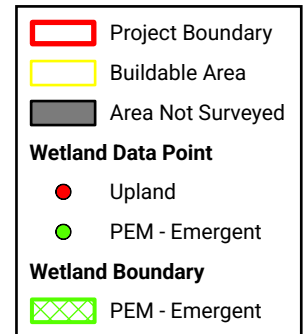 Project Boundary
Buildable Area
Area Not Surveyed
Wetland Data Point
Upland
PEM - Emergent
Wetland Boundary
PEM - Emergent